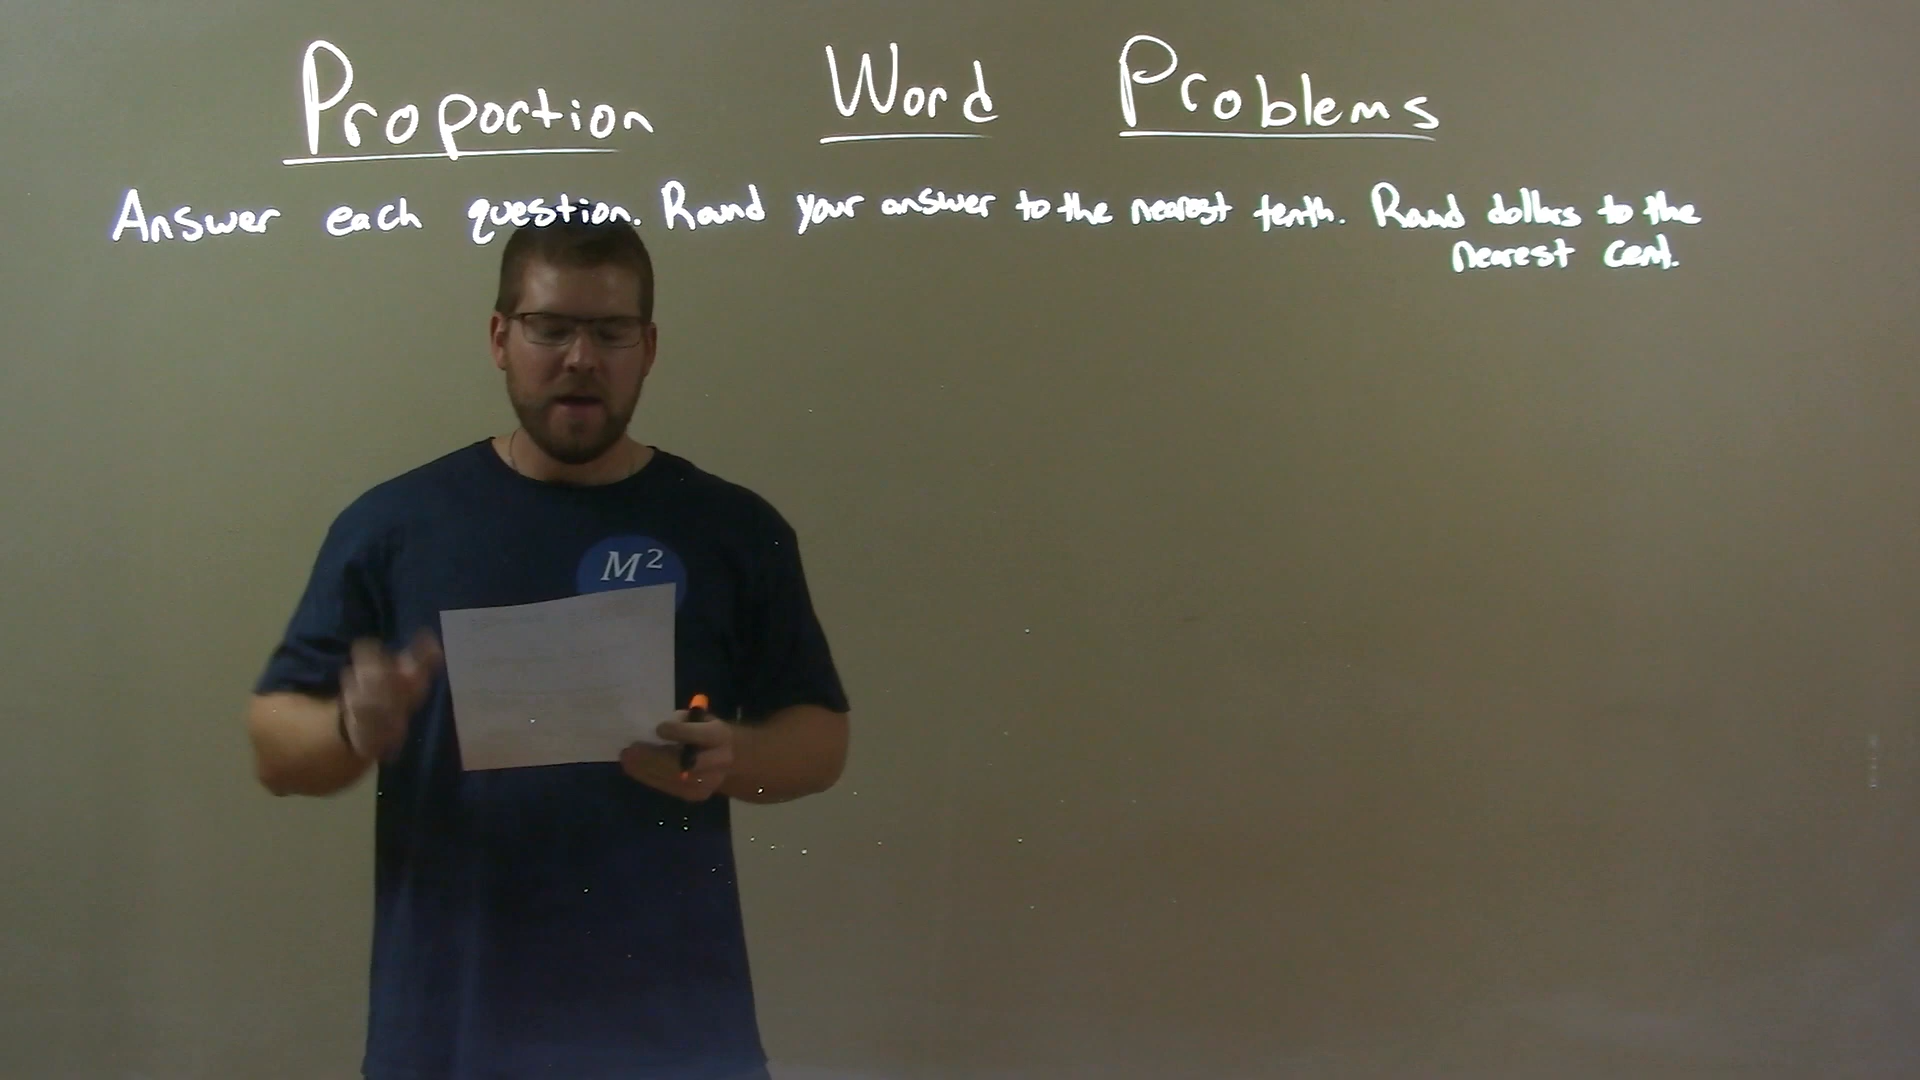 Proportion Word Problems
Answer each question. Round your answer to the nearest tenth. Round dollars to the
nearest cent.
M²